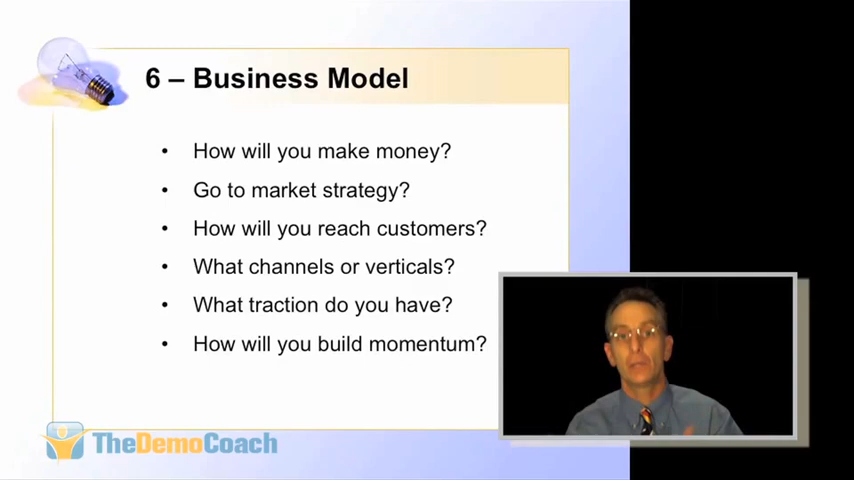 6 – Business Model
• How will you make money?
• Go to market strategy?
• How will you reach customers?
• What channels or verticals?
• What traction do you have?
• How will you build momentum?
TheDemoCoach